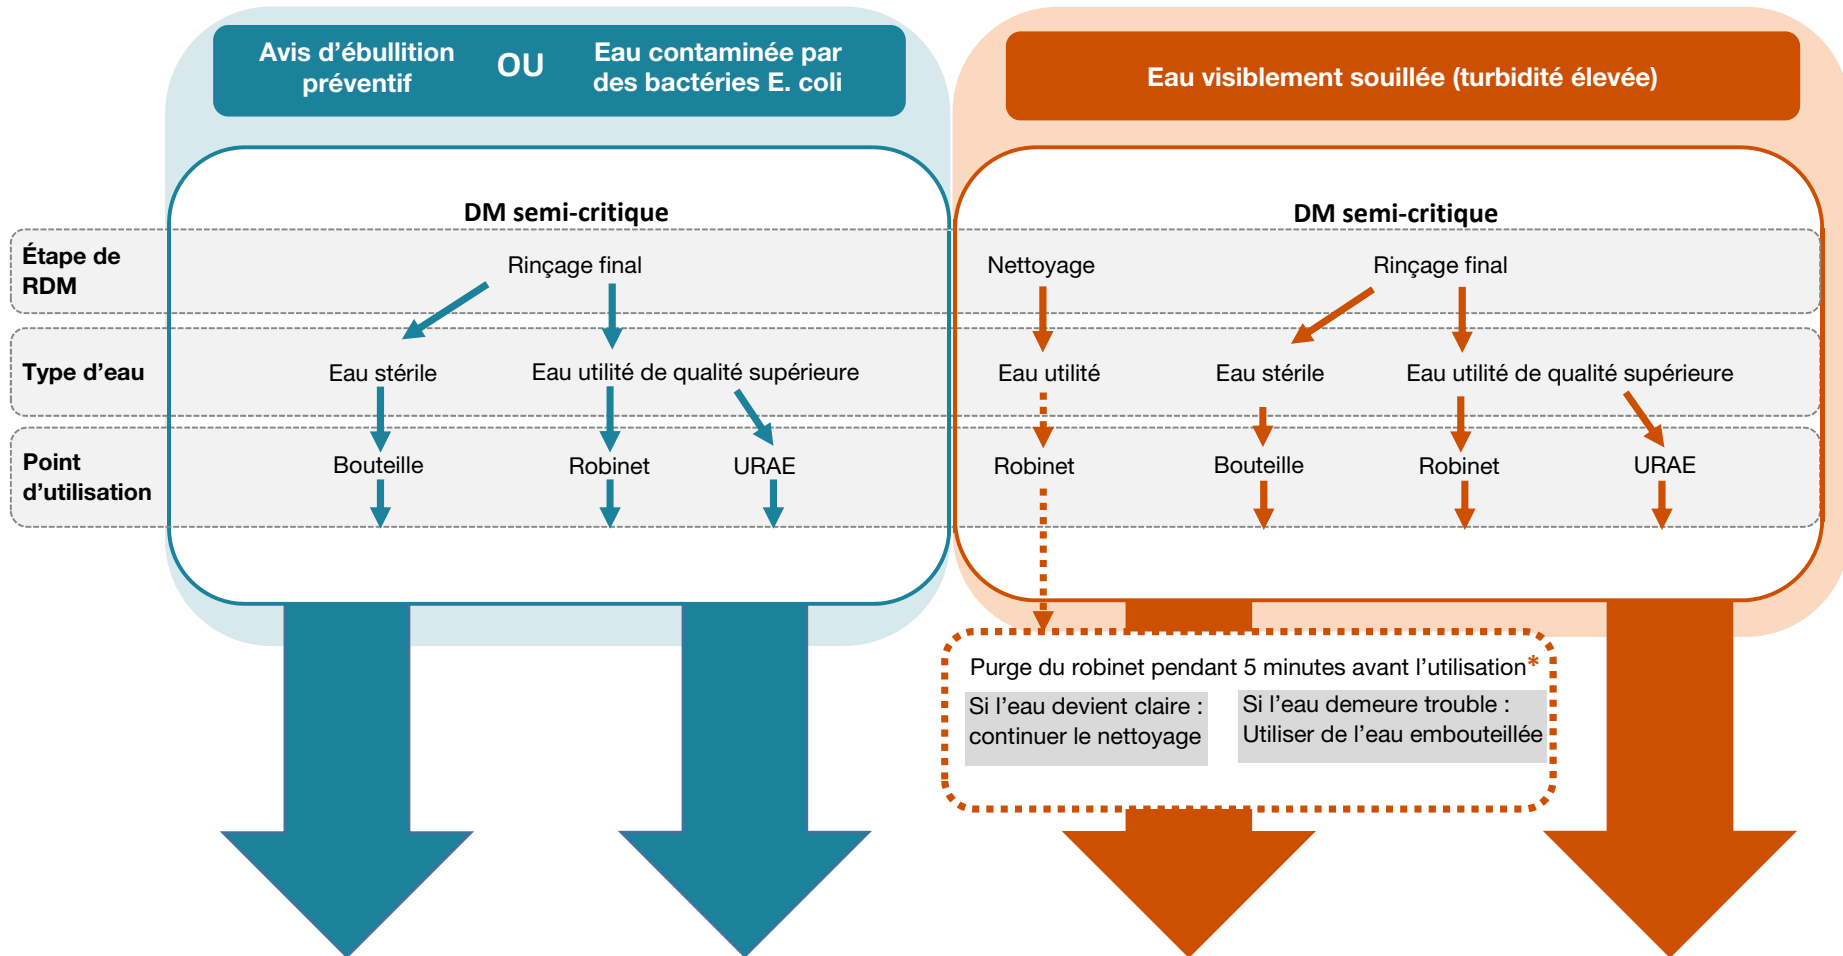 Avis d'ébullition
préventif
OU
Eau contaminée par
des bactéries E. coli
Eau visiblement souillée (turbidité élevée)
DM semi-critique
DM semi-critique
Étape de
RDM
Rinçage final
Nettoyage
Rinçage final
Type d'eau
Eau stérile
Eau utilité de qualité supérieure
Eau utilité
Eau stérile
Eau utilité de qualité supérieure
Point
d'utilisation
Bouteille
Robinet
URAE
Robinet
Bouteille
Robinet
URAE
Purge du robinet pendant 5 minutes avant l'utilisation*
Si l'eau devient claire :
continuer le nettoyage
Si l'eau demeure trouble :
Utiliser de l'eau embouteillée